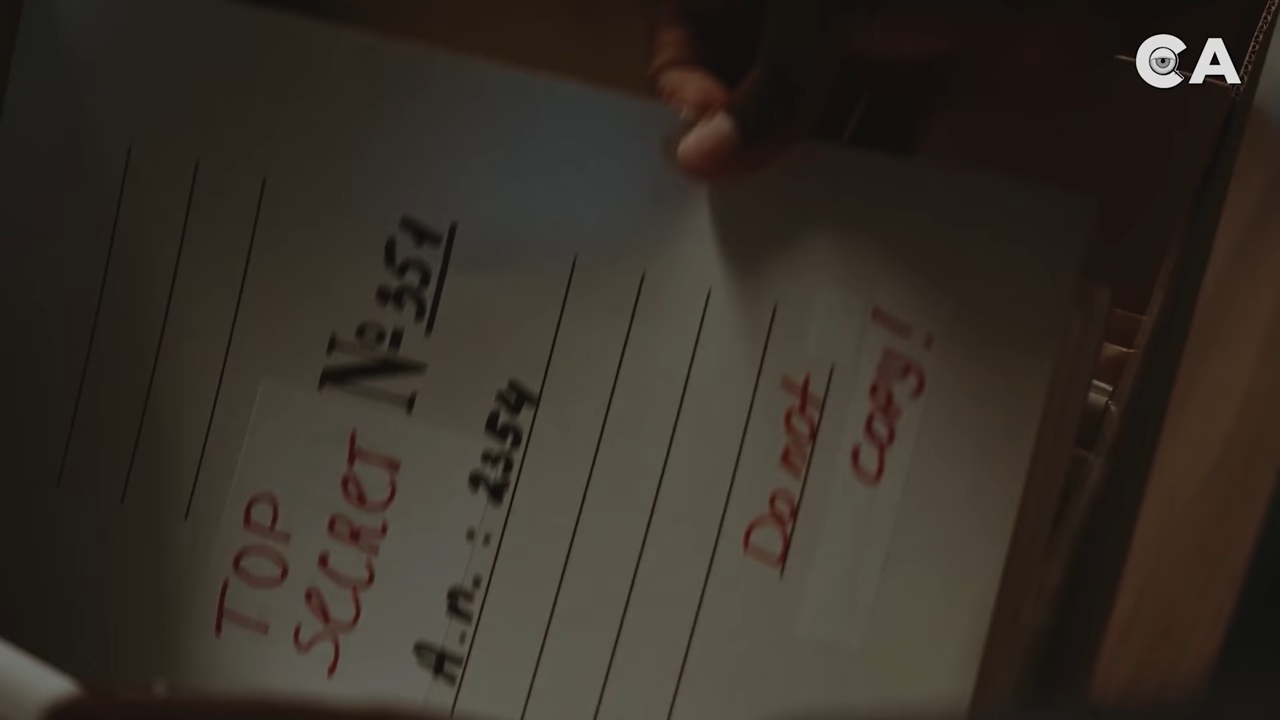 CA
TOP
SECRET
№ 351
A.n. : 2354
Do not
copy!